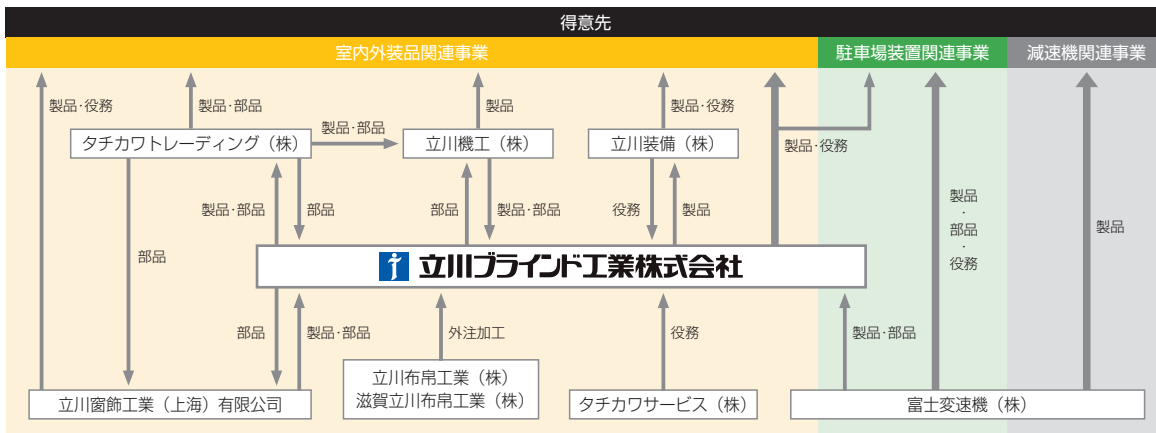 得意先
室内外装品関連事業
駐車場装置関連事業
減速機関連事業
製品・役務
製品・部品
製品
製品・役務
製品・部品
製品・役務
タチカワトレーディング（株）
立川機工（株）
立川装備（株）
製品・部品
部品
部品
製品・部品
役務
製品
製品・部品・役務
製品
部品
立川ブラインド工業株式会社
部品
製品・部品
外注加工
役務
製品・部品
立川窗飾工業（上海）有限公司
立川布帛工業（株）
滋賀立川布帛工業（株）
タチカワサービス（株）
富士変速機（株）